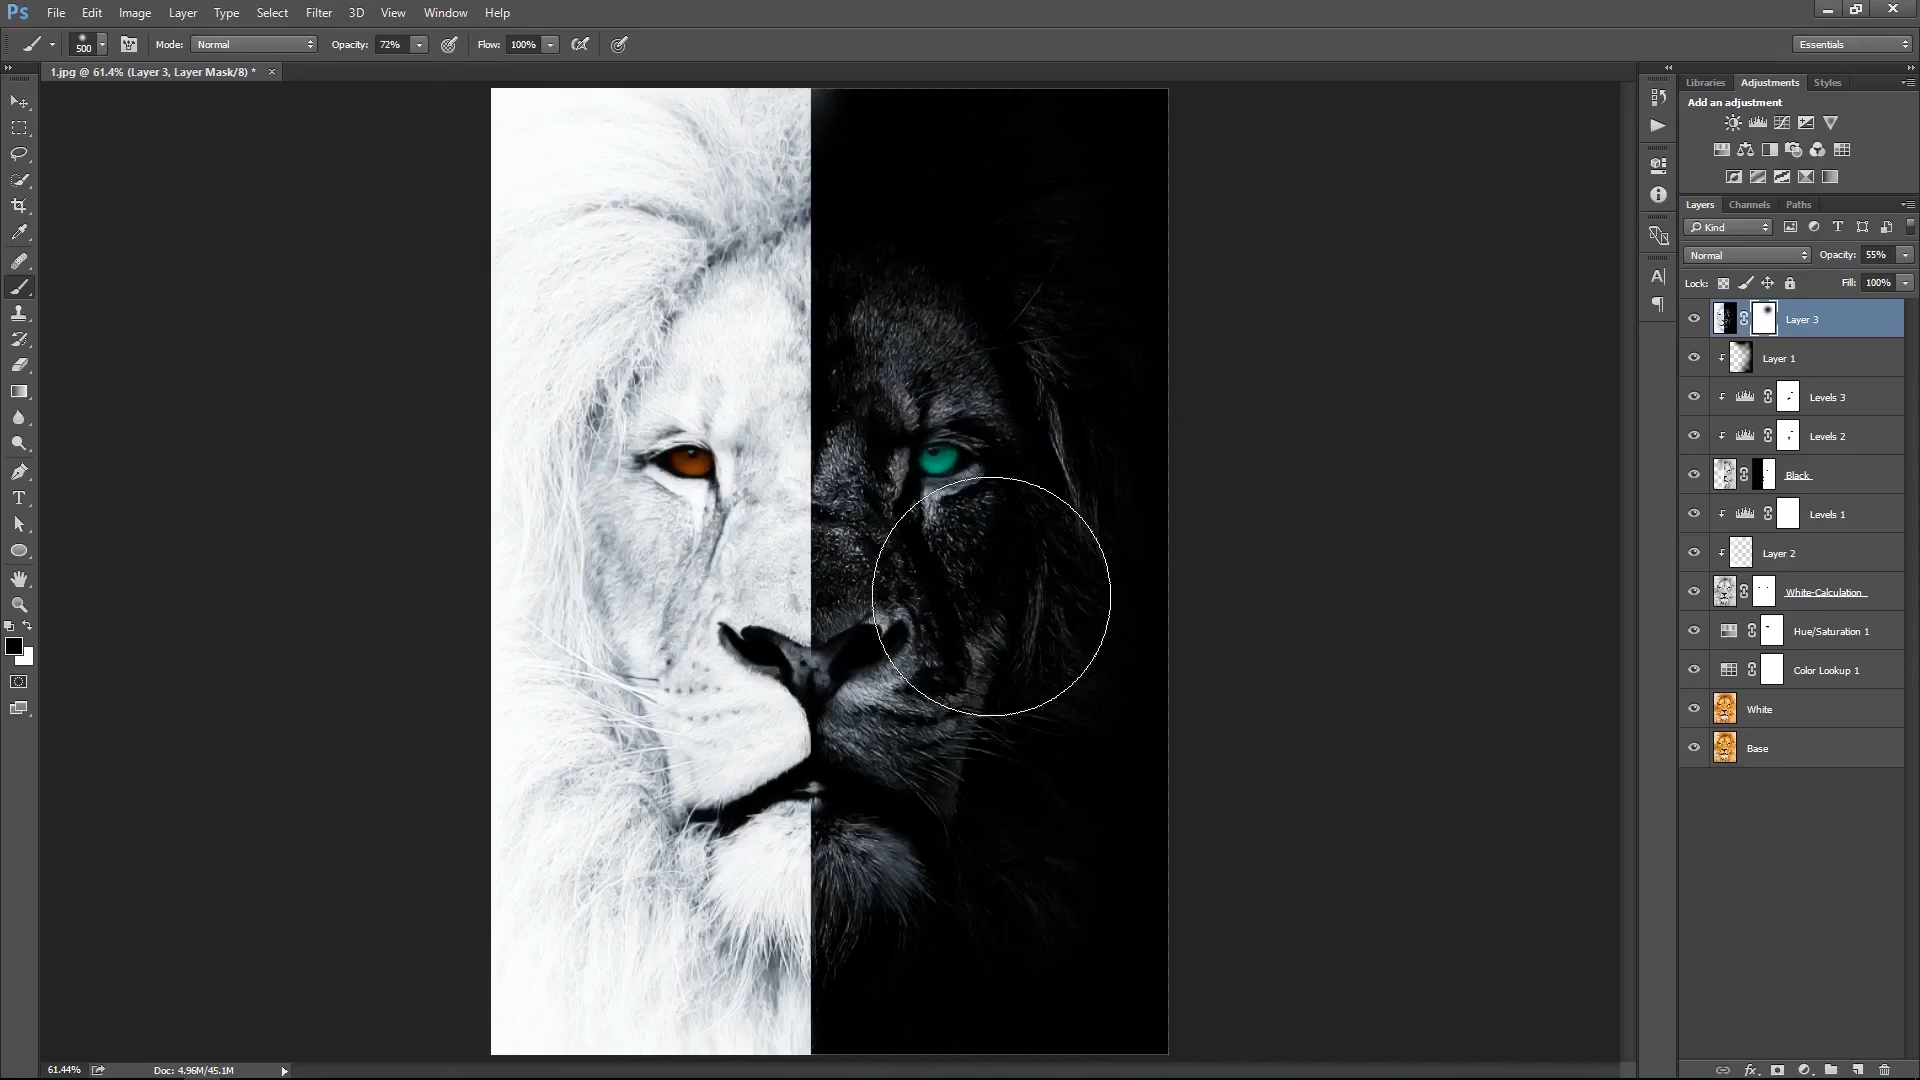 Ps File Edit Image Layer Type Select Filter 3D View Window Help
500 Mode: Normal Opacity: 72% Flow: 100% Essentials
1.jpg @ 61.4% (Layer 3, Layer Mask/8) * ×
Libraries Adjustments Styles
Add an adjustment
Layers Channels Paths
Kind T
Normal Opacity: 55%
Lock: Fill: 100%
Layer 3
Layer 1
Levels 3
Levels 2
Black
Levels 1
Layer 2
White-Calculation
Hue/Saturation 1
Color Lookup 1
White
Base
61.44% Doc: 4.96M/45.1M
fx